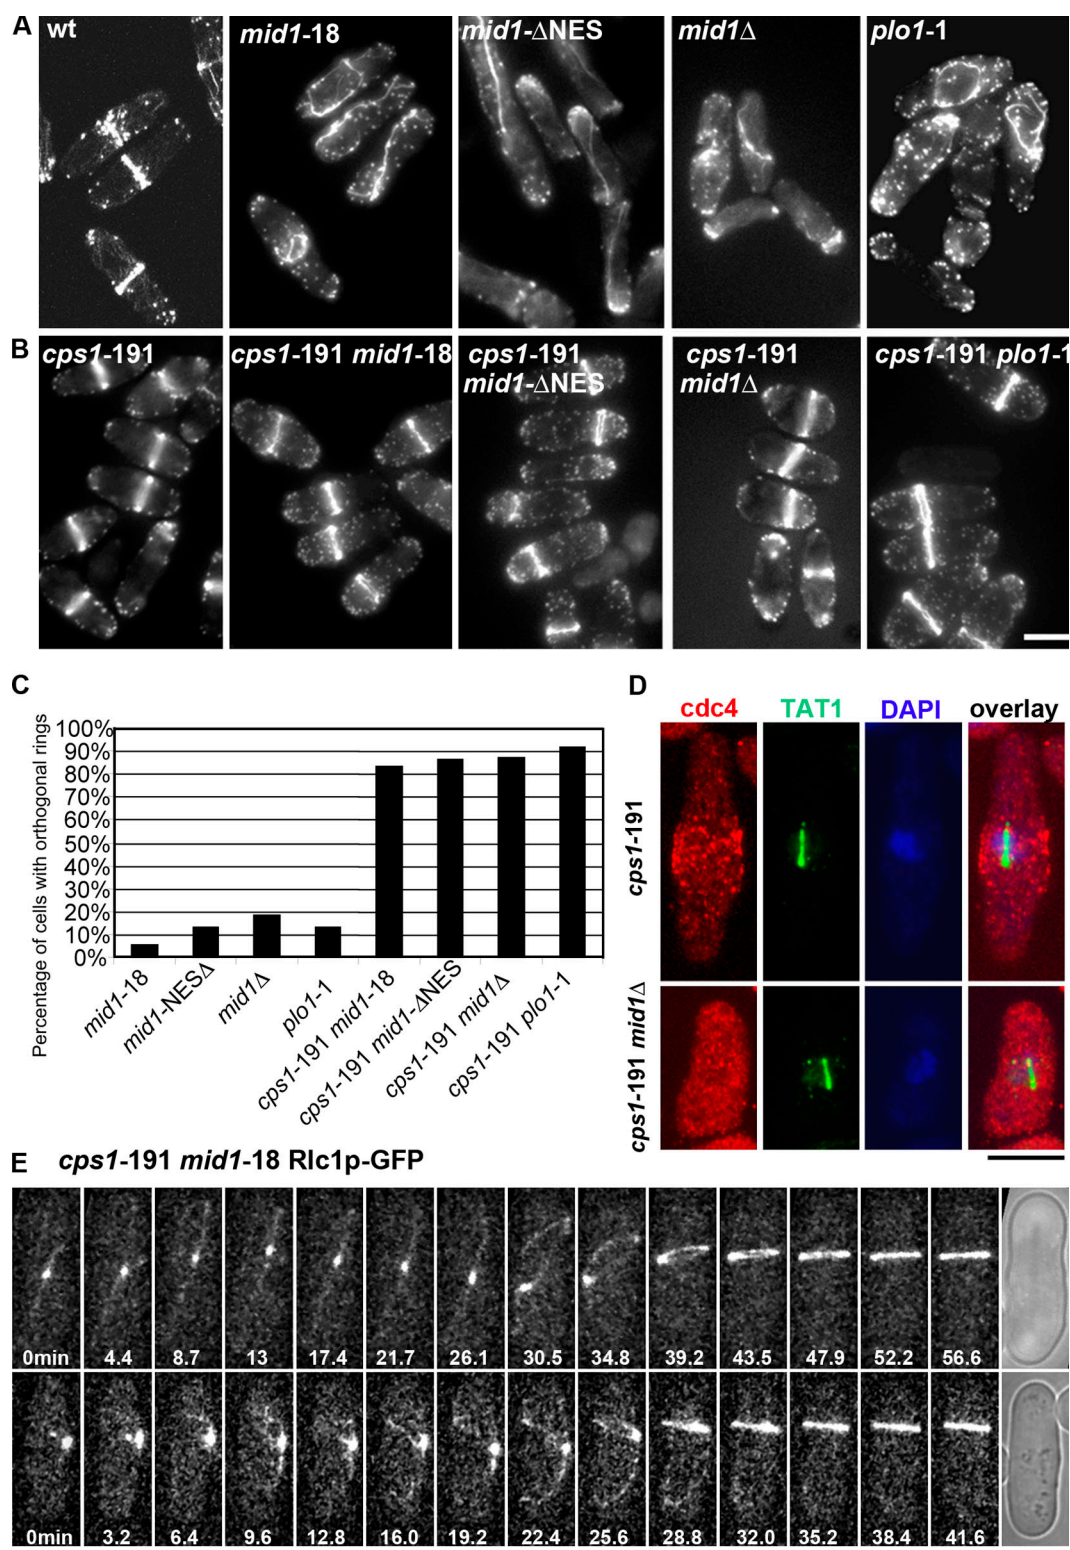 A
wt
mid1-18
mid1-ΔNES
mid1Δ
plo1-1
B
cps1-191
cps1-191 mid1-18
cps1-191
mid1-ΔNES
cps1-191
mid1Δ
cps1-191 plo1-1
C
Percentage of cells with orthogonal rings
100%
90%
80%
70%
60%
50%
40%
30%
20%
10%
0%
mid1-18
mid1-NESΔ
mid1Δ
plo1-1
cps1-191 mid1-18
cps1-191 mid1-ΔNES
cps1-191 mid1Δ
cps1-191 plo1-1
D
cdc4 TAT1 DAPI overlay
cps1-191
cps1-191 mid1Δ
E cps1-191 mid1-18 Rlc1p-GFP
0min 4.4 8.7 13 17.4 21.7 26.1 30.5 34.8 39.2 43.5 47.9 52.2 56.6
0min 3.2 6.4 9.6 12.8 16.0 19.2 22.4 25.6 28.8 32.0 35.2 38.4 41.6